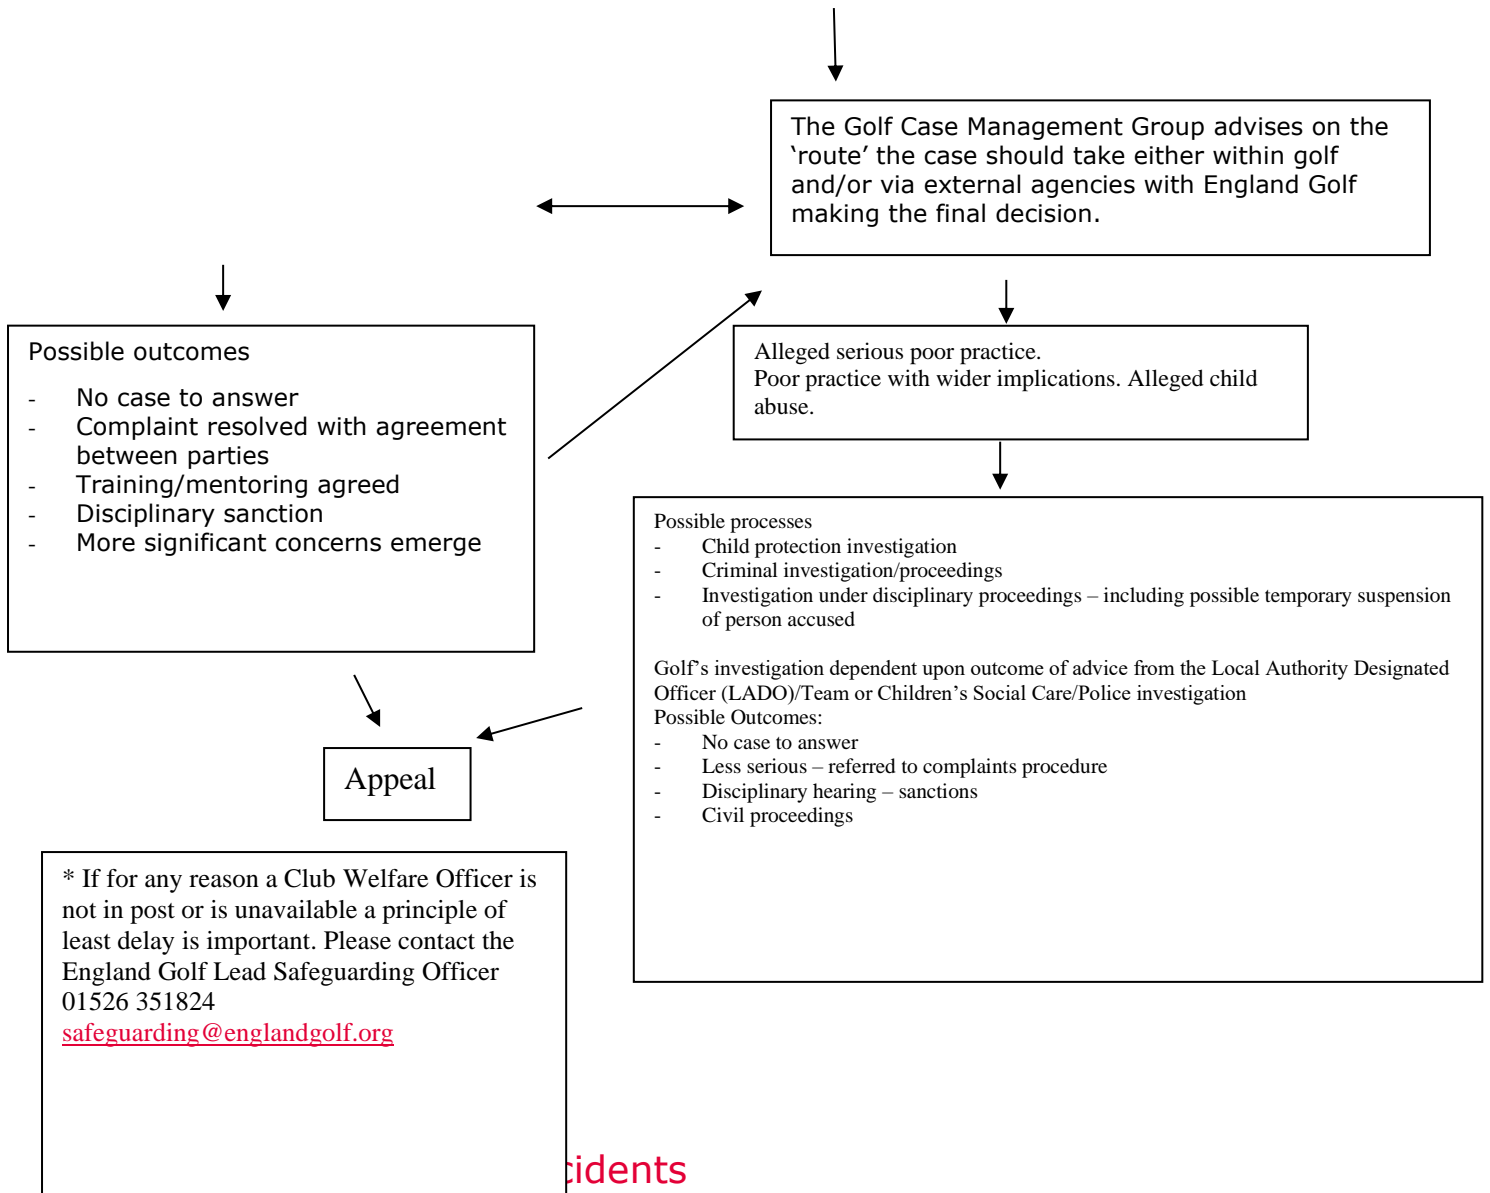 The Golf Case Management Group advises on the
‘route’ the case should take either within golf
and/or via external agencies with England Golf
making the final decision.
Possible outcomes
- No case to answer
- Complaint resolved with agreement
between parties
- Training/mentoring agreed
- Disciplinary sanction
- More significant concerns emerge
Alleged serious poor practice.
Poor practice with wider implications. Alleged child
abuse.
Possible processes
- Child protection investigation
- Criminal investigation/proceedings
- Investigation under disciplinary proceedings – including possible temporary suspension
of person accused
Golf’s investigation dependent upon outcome of advice from the Local Authority Designated
Officer (LADO)/Team or Children’s Social Care/Police investigation
Possible Outcomes:
- No case to answer
- Less serious – referred to complaints procedure
- Disciplinary hearing – sanctions
- Civil proceedings
Appeal
* If for any reason a Club Welfare Officer is
not in post or is unavailable a principle of
least delay is important. Please contact the
England Golf Lead Safeguarding Officer
01526 351824
safeguarding@englandgolf.org
cidents